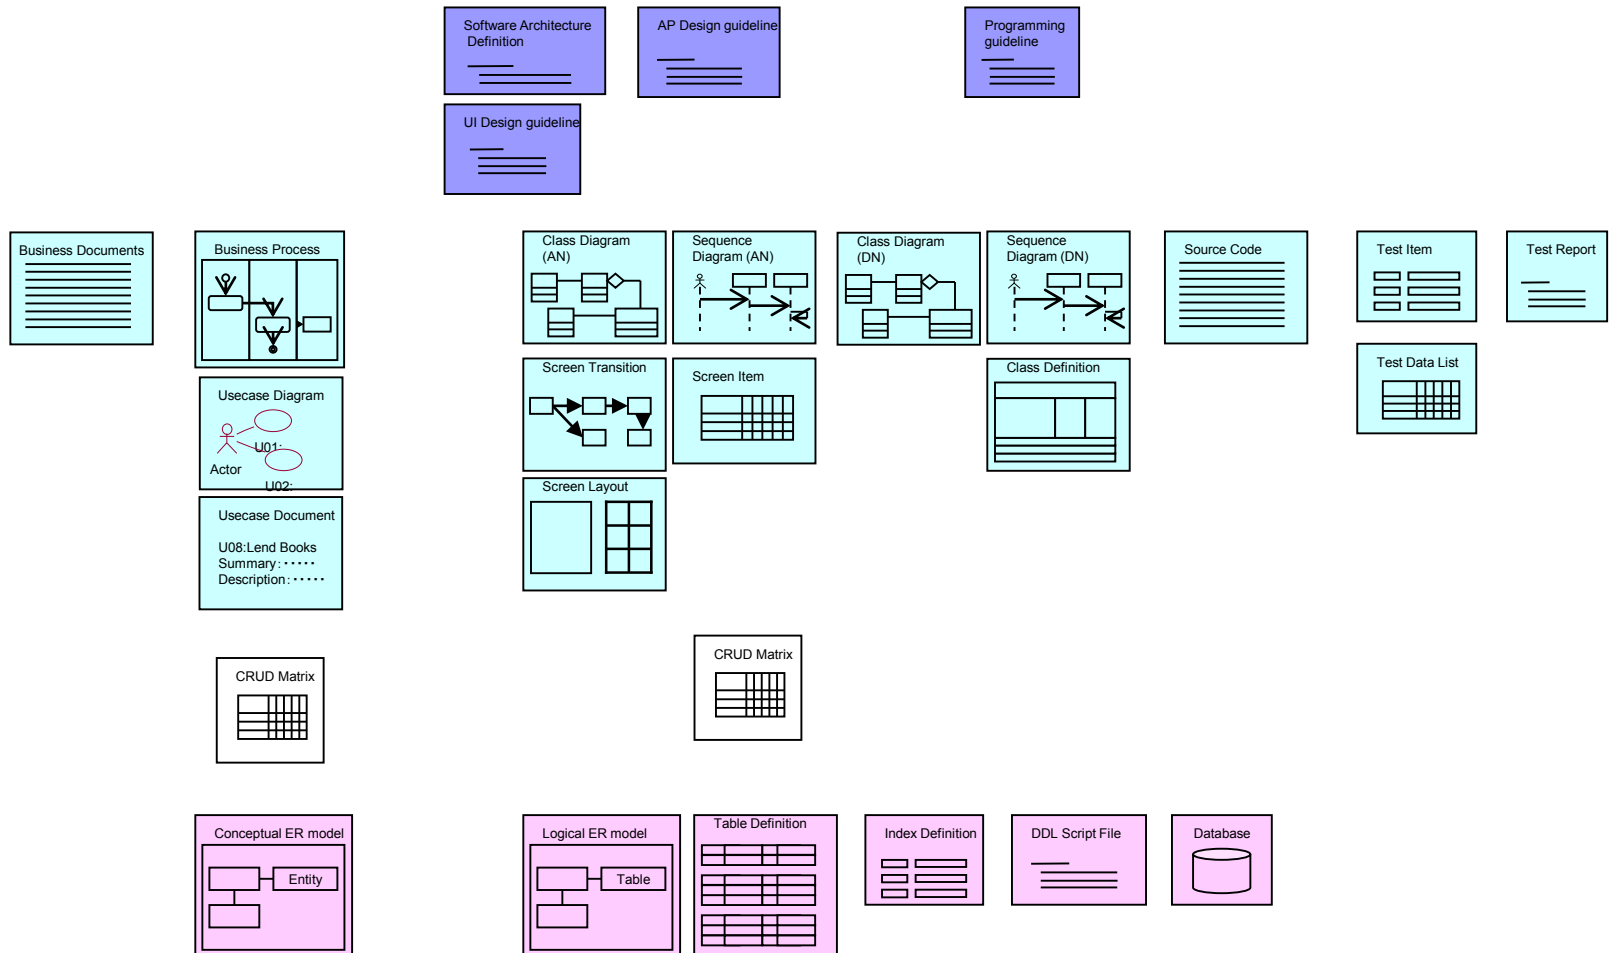 Software Architecture
Definition
AP Design guideline
Programming
guideline
UI Design guideline
Business Documents
Business Process
Class Diagram
(AN)
Sequence
Diagram (AN)
Class Diagram
(DN)
Sequence
Diagram (DN)
Source Code
Test Item
Test Report
Usecase Diagram
U01:
Actor
U02:
Screen Transition
Screen Item
Class Definition
Test Data List
Usecase Document
U08:Lend Books
Summary：・・・・・
Description：・・・・・
Screen Layout
CRUD Matrix
CRUD Matrix
Conceptual ER model
Entity
Logical ER model
Table
Table Definition
Index Definition
DDL Script File
Database